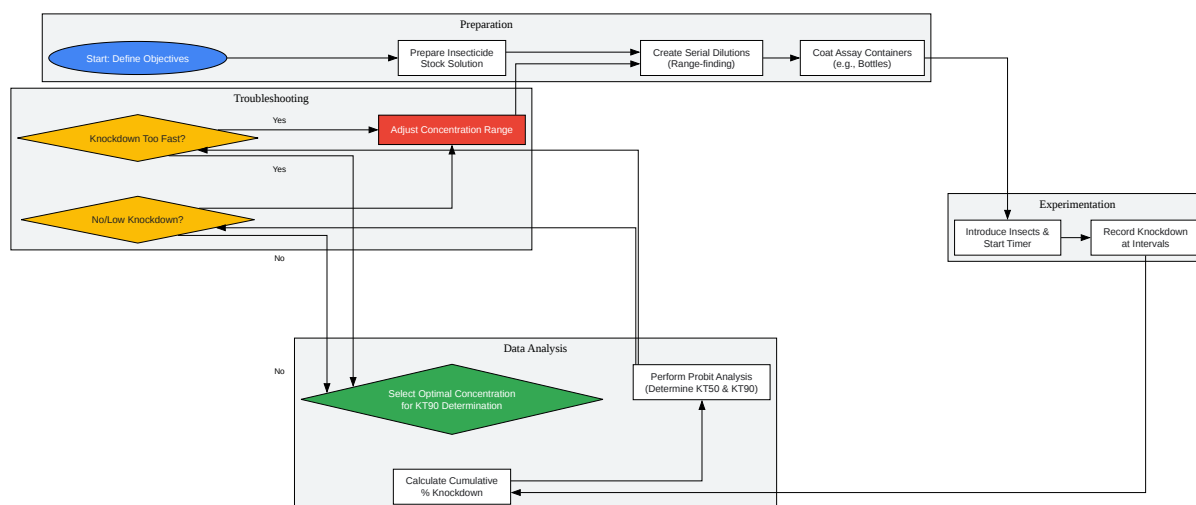 Preparation
Start: Define Objectives
Prepare Insecticide
Stock Solution
Create Serial Dilutions
(Range-finding)
Coat Assay Containers
(e.g., Bottles)
Troubleshooting
Knockdown Too Fast?
Yes
Adjust Concentration Range
Yes
No/Low Knockdown?
No
Experimentation
Introduce Insects &
Start Timer
Record Knockdown
at Intervals
Data Analysis
No
Select Optimal Concentration
for KT90 Determination
Perform Probit Analysis
(Determine KT50 & KT90)
Calculate Cumulative
% Knockdown